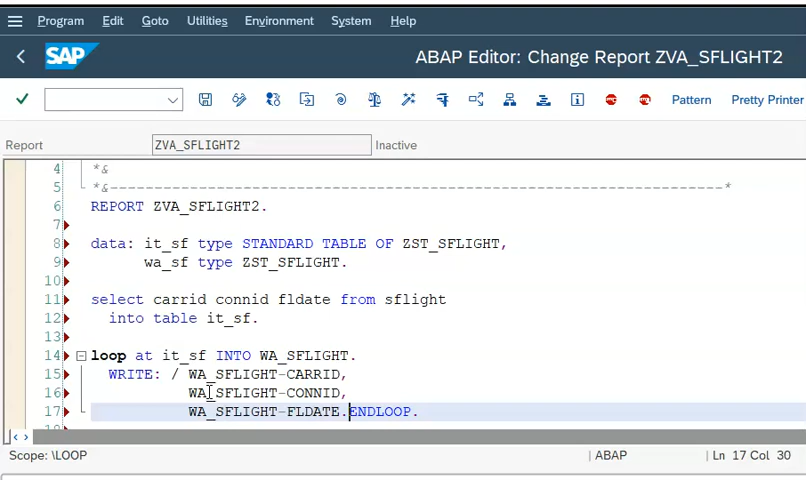 Program Edit Goto Utilities Environment System Help
SAP ABAP Editor: Change Report ZVA_SFLIGHT2
Pattern Pretty Printer
Report ZVA_SFLIGHT2 Inactive
4 *&
5 *&---------------------------------------------------------------------*
6 REPORT ZVA_SFLIGHT2.
7
8 data: it_sf type STANDARD TABLE OF ZST_SFLIGHT,
9 wa_sf type ZST_SFLIGHT.
10
11 select carrid connid fldate from sflight
12 into table it_sf.
13
14 loop at it_sf INTO WA_SFLIGHT.
15 WRITE: / WA_SFLIGHT-CARRID,
16 WA_SFLIGHT-CONNID,
17 WA_SFLIGHT-FLDATE.ENDLOOP.
Scope: \LOOP ABAP Ln 17 Col 30